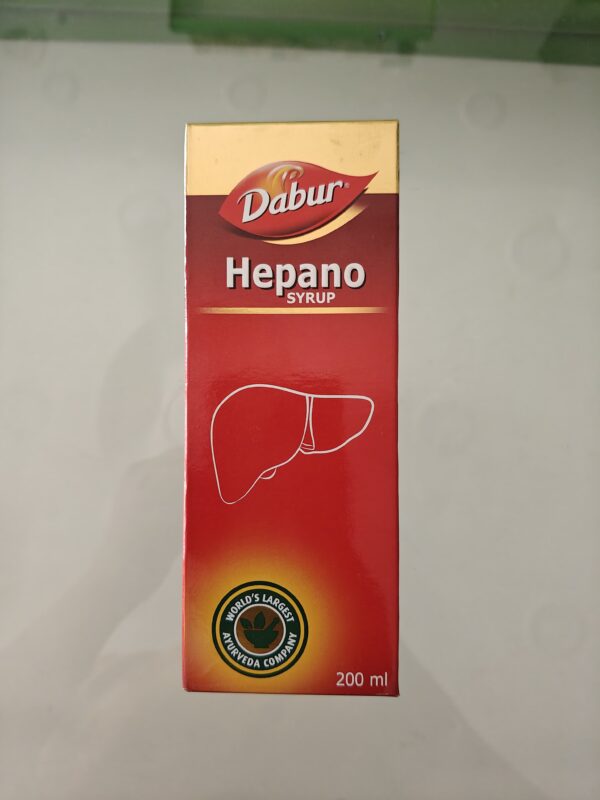 Dabur®
Hepano
SYRUP
WORLD'S LARGEST
AYURVEDA COMPANY
200 ml